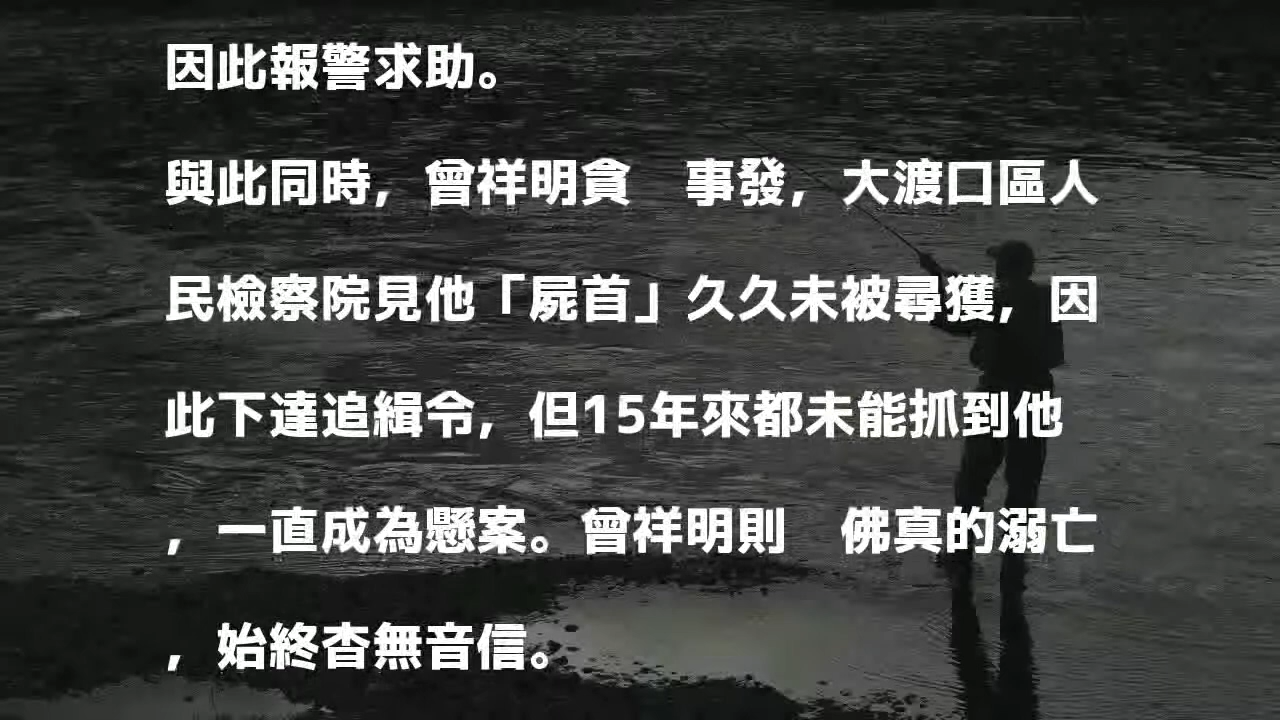 因此報警求助。
與此同時，曾祥明貪　事發，大渡口區人
民檢察院見他「屍首」久久未被尋獲，因
此下達追緝令，但15年來都未能抓到他
，一直成為懸案。曾祥明則　佛真的溺亡
，始終杳無音信。